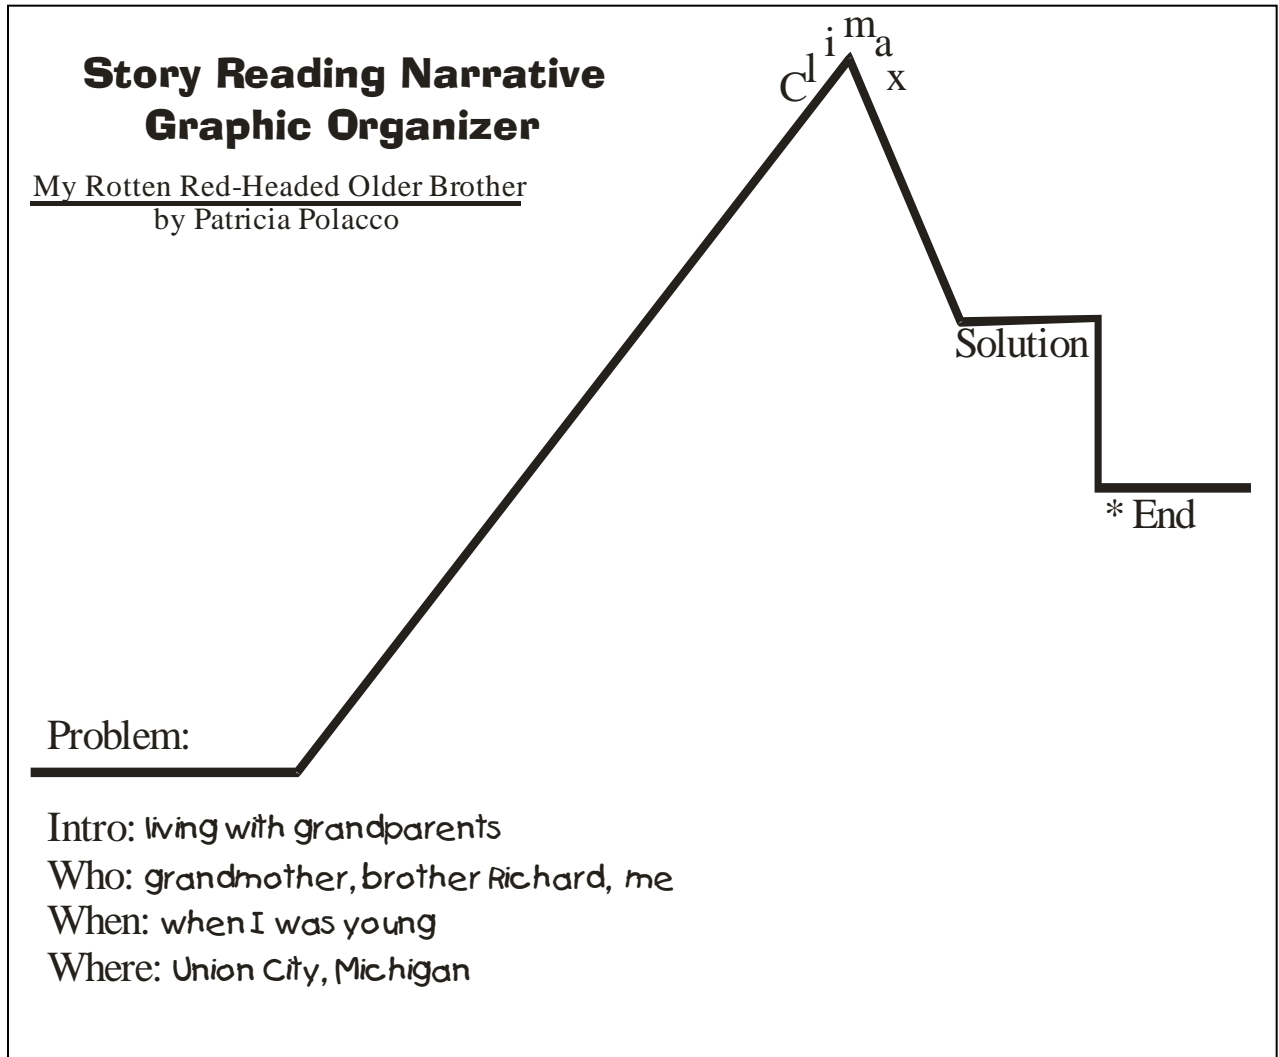 Story Reading Narrative
Graphic Organizer
My Rotten Red-Headed Older Brother
by Patricia Polacco
Climax
Solution
* End
Problem:
Intro: living with grandparents
Who: grandmother, brother Richard, me
When: when I was young
Where: Union City, Michigan